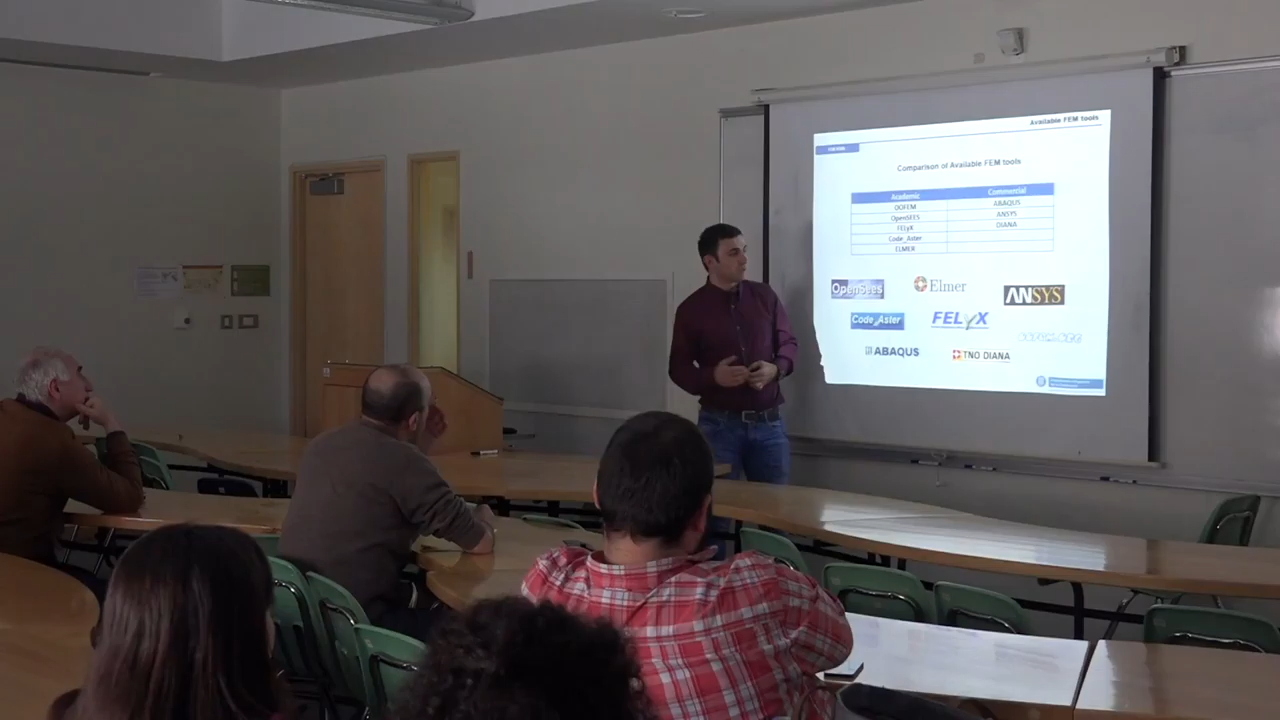 Available FEM tools
Comparison of Available FEM tools
Academic Commercial
OOFEM ABAQUS
OpenSEES ANSYS
FELyX DIANA
Code_Aster
ELMER
OpenSees Elmer ANSYS
Code_Aster FELyX
ABAQUS TNO DIANA